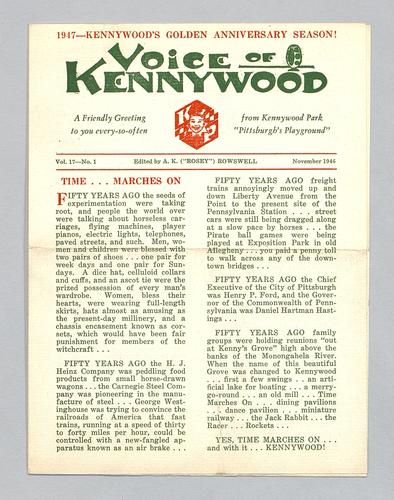 1947—KENNYWOOD'S GOLDEN ANNIVERSARY SEASON!
VOICE OF
KENNYWOOD
A Friendly Greeting
to you every-so-often
K P
from Kennywood Park
"Pittsburgh's Playground"
Vol. 17—No. 1 Edited by A. K. ("ROSEY") ROWSWELL November 1946
TIME . . . MARCHES ON
FIFTY YEARS AGO the seeds of
experimentation were taking
root, and people the world over
were talking about horseless car-
riages, flying machines, player
pianos, electric lights, telephones,
paved streets, and such. Men, wo-
men and children were blessed with
two pairs of shoes . . . one pair for
week days and one pair for Sun-
days. A dice hat, celluloid collars
and cuffs, and an ascot tie were the
prized possession of every man's
wardrobe. Women, bless their
hearts, were wearing full-length
skirts, hats almost as amusing as
the present-day millinery, and a
chassis encasement known as cor-
sets, which would have been fair
punishment for members of the
witchcraft . . .
FIFTY YEARS AGO the H. J.
Heinz Company was peddling food
products from small horse-drawn
wagons . . . the Carnegie Steel Com-
pany was pioneering in the manu-
facture of steel . . . George West-
inghouse was trying to convince the
railroads of America that fast
trains, running at a speed of thirty
to forty miles per hour, could be
controlled with a new-fangled ap-
paratus known as an air brake . . .
FIFTY YEARS AGO freight
trains annoyingly moved up and
down Liberty Avenue from the
Point to the present site of the
Pennsylvania Station . . . street
cars were still being dragged along
at a slow pace by horses . . . the
Pirate ball games were being
played at Exposition Park in old
Allegheny . . . you paid a penny toll
to walk across any of the down-
town bridges . . .
FIFTY YEARS AGO the Chief
Executive of the City of Pittsburgh
was Henry P. Ford, and the Gover-
nor of the Commonwealth of Penn-
sylvania was Daniel Hartman Hast-
ings . . .
FIFTY YEARS AGO family
groups were holding reunions "out
at Kenny's Grove" high above the
banks of the Monongahela River.
When the name of this beautiful
Grove was changed to Kennywood
. . . first a few swings . . . an arti-
ficial lake for boating . . . a merry-
go-round . . . an old mill . . . Time
Marches On . . . dining pavilions
. . . dance pavilion . . . miniature
railway . . . the Jack Rabbit . . . the
Racer . . . Rockets . . .
YES, TIME MARCHES ON . . .
and with it . . . KENNYWOOD!